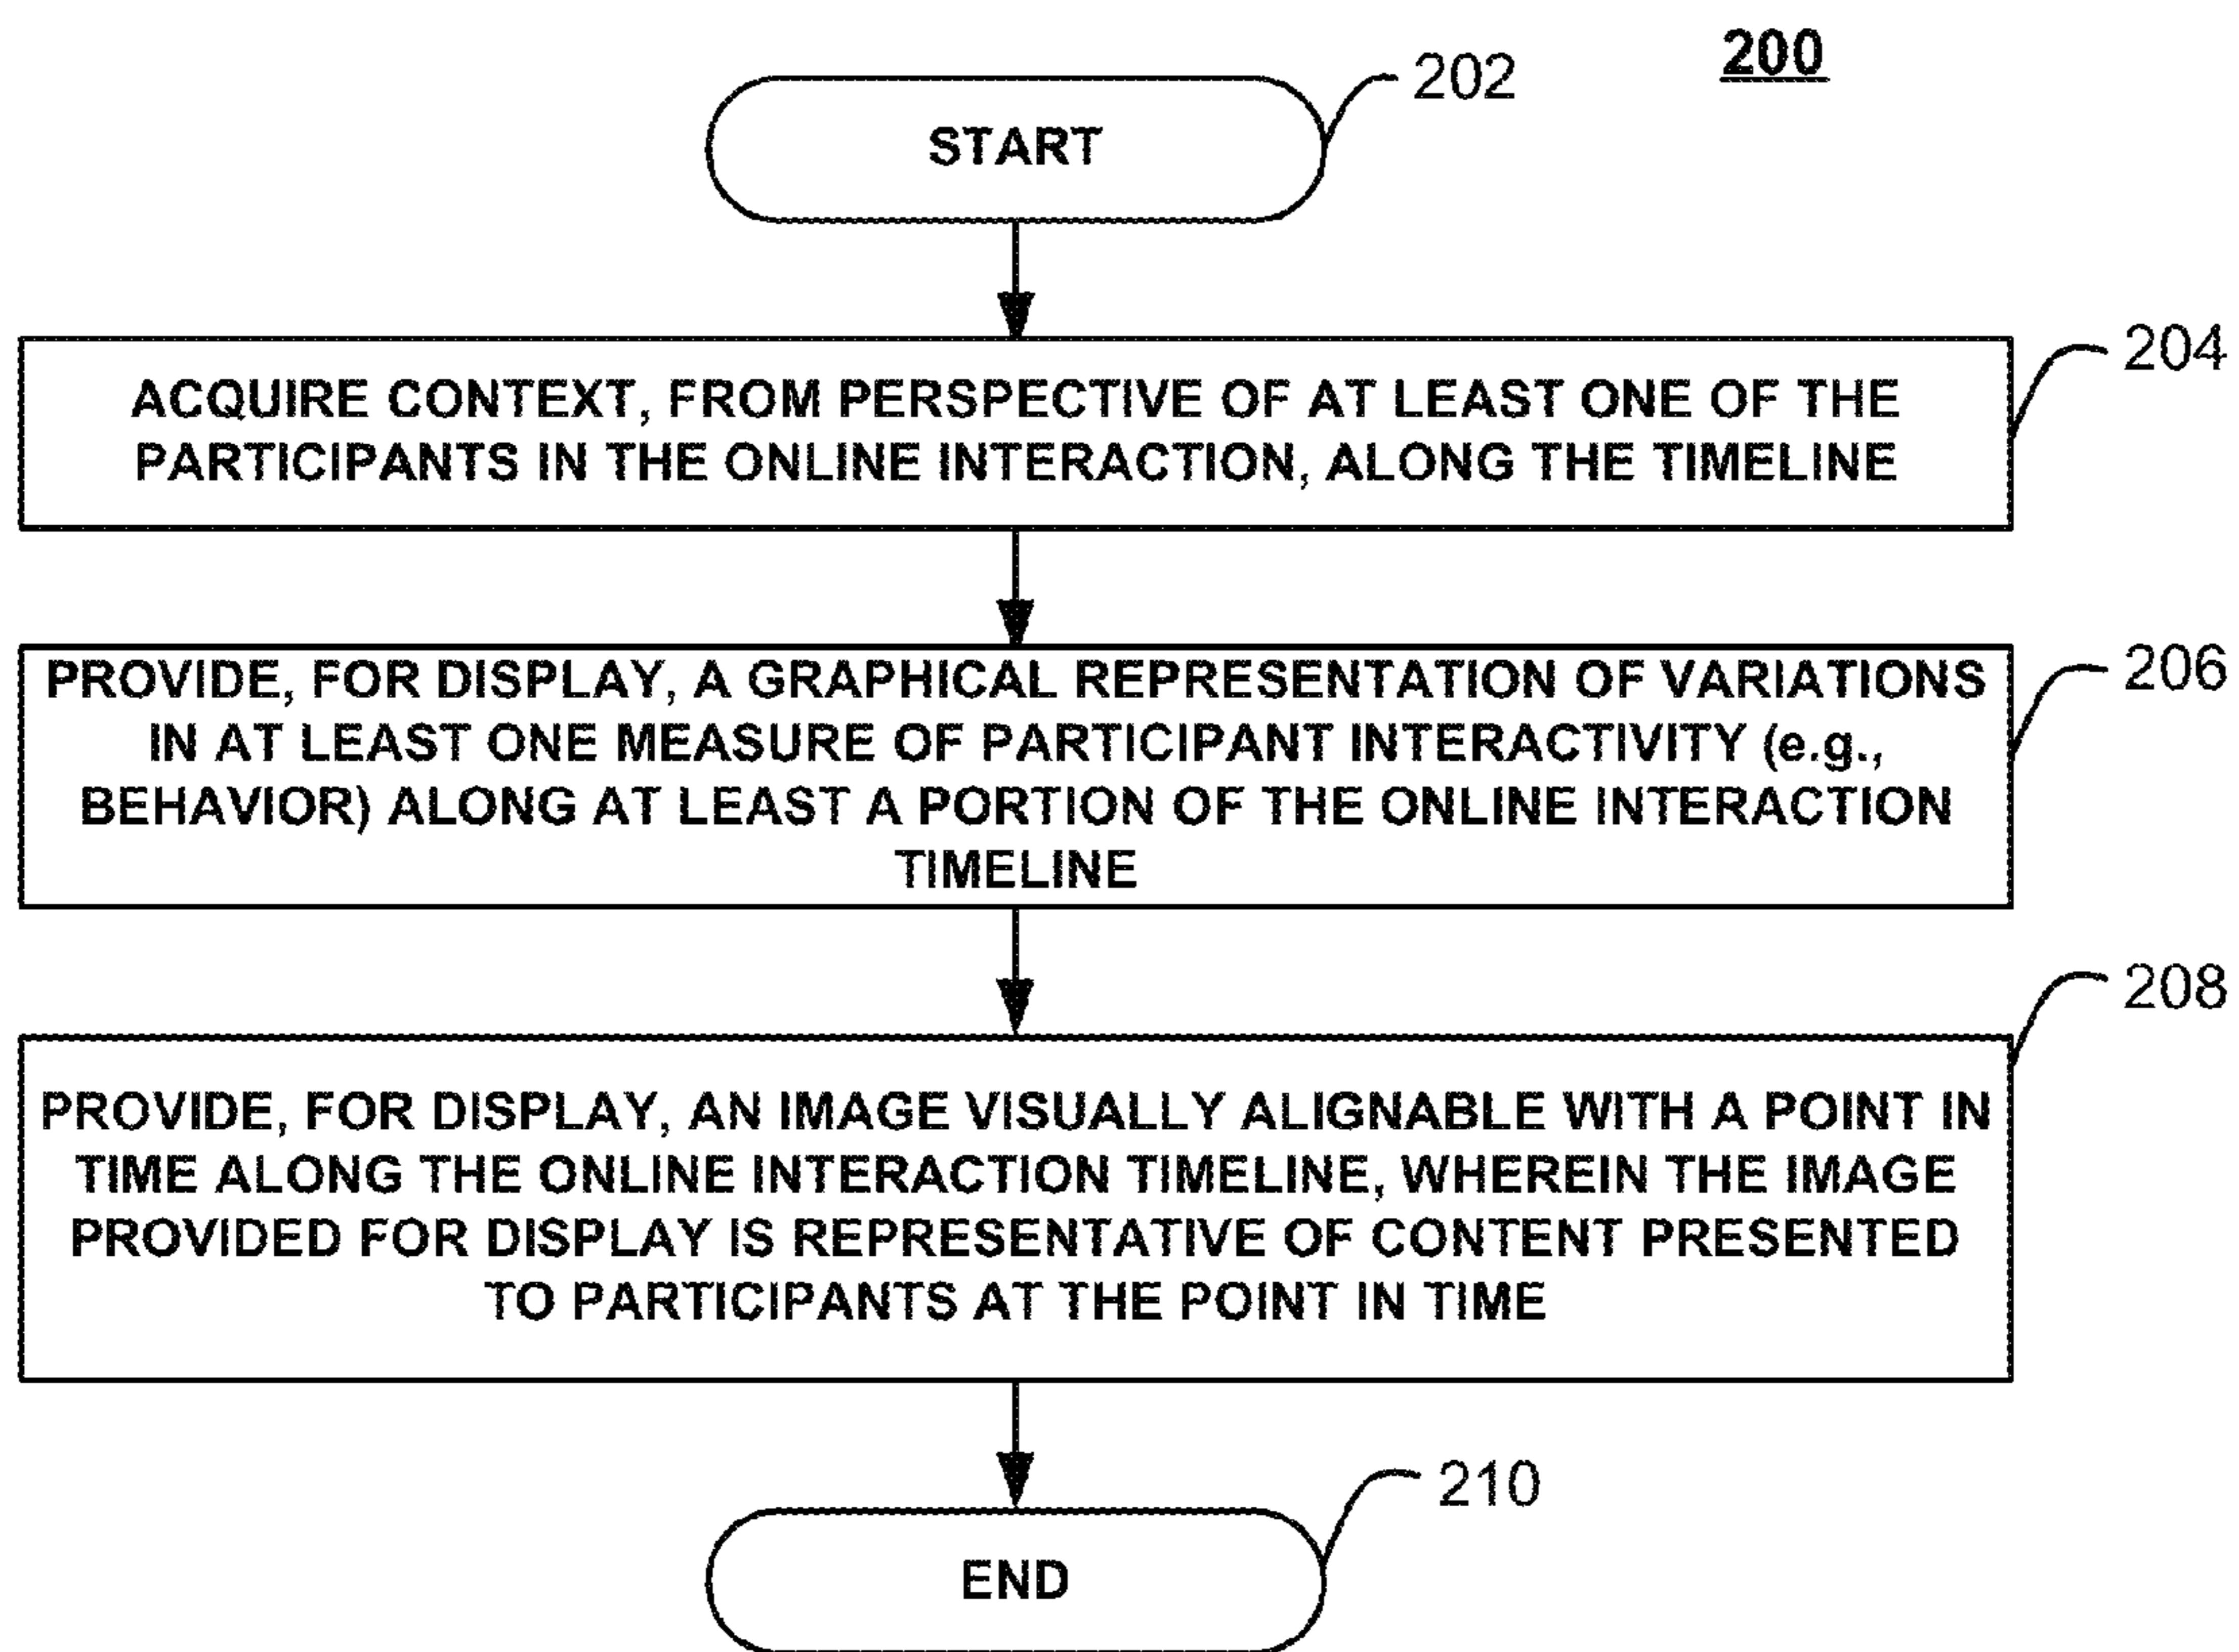 200
202
START
204
ACQUIRE CONTEXT, FROM PERSPECTIVE OF AT LEAST ONE OF THE
PARTICIPANTS IN THE ONLINE INTERACTION, ALONG THE TIMELINE
206
PROVIDE, FOR DISPLAY, A GRAPHICAL REPRESENTATION OF VARIATIONS
IN AT LEAST ONE MEASURE OF PARTICIPANT INTERACTIVITY (e.g.,
BEHAVIOR) ALONG AT LEAST A PORTION OF THE ONLINE INTERACTION
TIMELINE
208
PROVIDE, FOR DISPLAY, AN IMAGE VISUALLY ALIGNABLE WITH A POINT IN
TIME ALONG THE ONLINE INTERACTION TIMELINE, WHEREIN THE IMAGE
PROVIDED FOR DISPLAY IS REPRESENTATIVE OF CONTENT PRESENTED
TO PARTICIPANTS AT THE POINT IN TIME
210
END